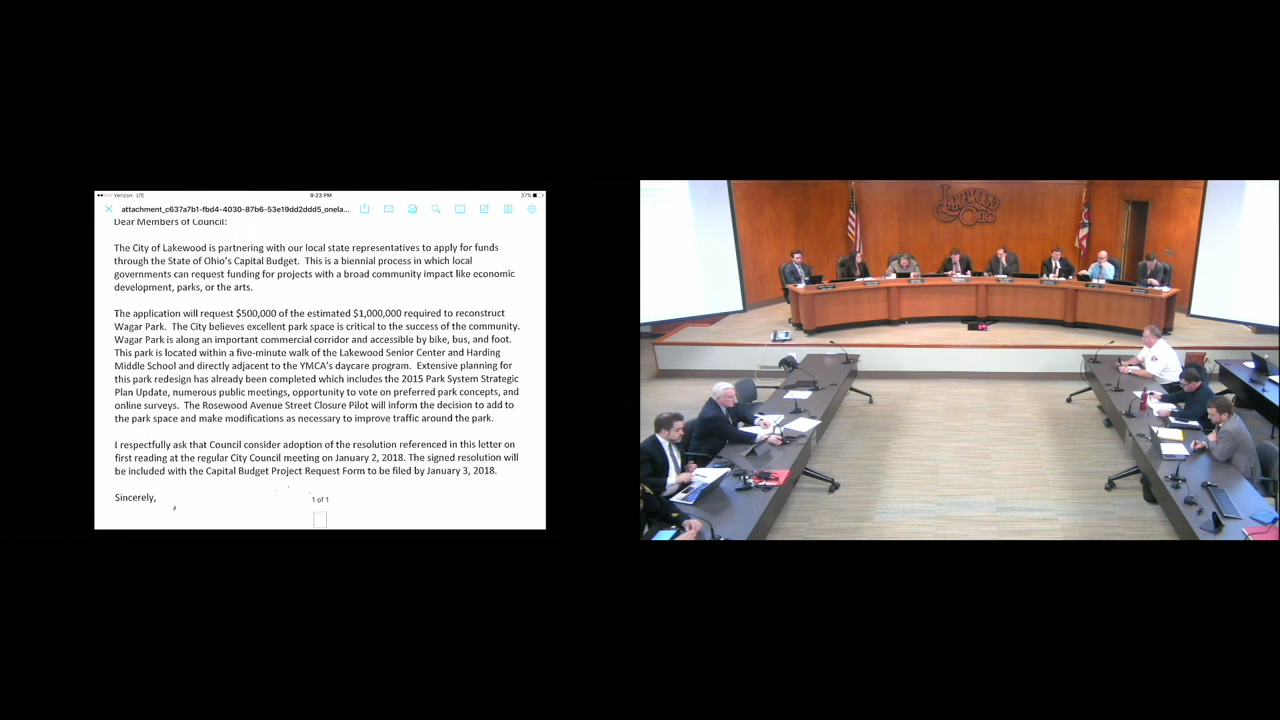 Verizon LTE
9:23 PM
37%
attachment_c637a7b1-fbd4-4030-87b6-53e19dd2ddd5_onela...
Dear Members of Council:
The City of Lakewood is partnering with our local state representatives to apply for funds
through the State of Ohio's Capital Budget. This is a biennial process in which local
governments can request funding for projects with a broad community impact like economic
development, parks, or the arts.
The application will request $500,000 of the estimated $1,000,000 required to reconstruct
Wagar Park. The City believes excellent park space is critical to the success of the community.
Wagar Park is along an important commercial corridor and accessible by bike, bus, and foot.
This park is located within a five-minute walk of the Lakewood Senior Center and Harding
Middle School and directly adjacent to the YMCA's daycare program. Extensive planning for
this park redesign has already been completed which includes the 2015 Park System Strategic
Plan Update, numerous public meetings, opportunity to vote on preferred park concepts, and
online surveys. The Rosewood Avenue Street Closure Pilot will inform the decision to add to
the park space and make modifications as necessary to improve traffic around the park.
I respectfully ask that Council consider adoption of the resolution referenced in this letter on
first reading at the regular City Council meeting on January 2, 2018. The signed resolution will
be included with the Capital Budget Project Request Form to be filed by January 3, 2018.
Sincerely,
1 of 1
LAKEWOOD
OHIO